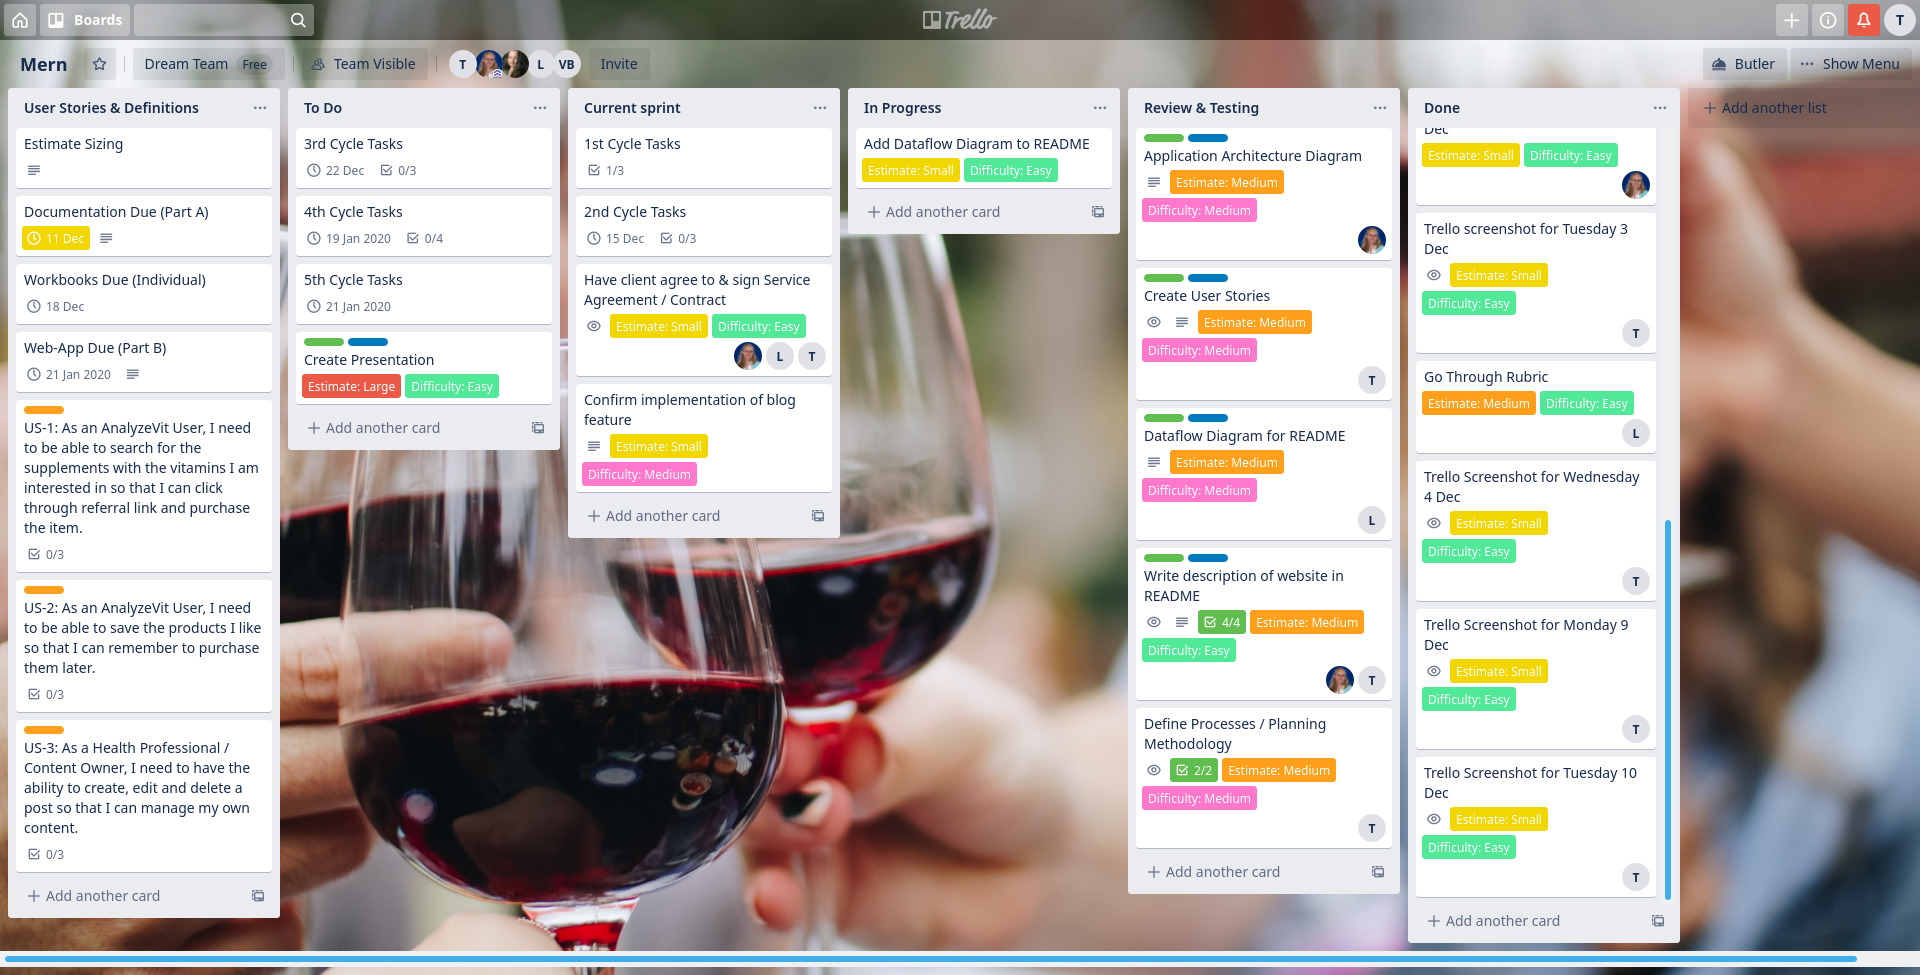 Boards
Trello
T
Mern
Dream Team Free
Team Visible
T L VB
Invite
Butler
··· Show Menu
User Stories & Definitions ···
Estimate Sizing
Documentation Due (Part A)
11 Dec
Workbooks Due (Individual)
18 Dec
Web-App Due (Part B)
21 Jan 2020
US-1: As an AnalyzeVit User, I need
to be able to search for the
supplements with the vitamins I am
interested in so that I can click
through referral link and purchase
the item.
0/3
US-2: As an AnalyzeVit User, I need
to be able to save the products I like
so that I can remember to purchase
them later.
0/3
US-3: As a Health Professional /
Content Owner, I need to have the
ability to create, edit and delete a
post so that I can manage my own
content.
0/3
+ Add another card
To Do ···
3rd Cycle Tasks
22 Dec 0/3
4th Cycle Tasks
19 Jan 2020 0/4
5th Cycle Tasks
21 Jan 2020
Create Presentation
Estimate: Large Difficulty: Easy
+ Add another card
Current sprint ···
1st Cycle Tasks
1/3
2nd Cycle Tasks
15 Dec 0/3
Have client agree to & sign Service
Agreement / Contract
Estimate: Small Difficulty: Easy
L T
Confirm implementation of blog
feature
Estimate: Small
Difficulty: Medium
+ Add another card
In Progress ···
Add Dataflow Diagram to README
Estimate: Small Difficulty: Easy
+ Add another card
Review & Testing ···
Application Architecture Diagram
Estimate: Medium
Difficulty: Medium
Create User Stories
Estimate: Medium
Difficulty: Medium
T
Dataflow Diagram for README
Estimate: Medium
Difficulty: Medium
L
Write description of website in
README
4/4 Estimate: Medium
Difficulty: Easy
T
Define Processes / Planning
Methodology
2/2 Estimate: Medium
Difficulty: Medium
T
+ Add another card
Done ···
Dec
Estimate: Small Difficulty: Easy
Trello screenshot for Tuesday 3
Dec
Estimate: Small
Difficulty: Easy
T
Go Through Rubric
Estimate: Medium Difficulty: Easy
L
Trello Screenshot for Wednesday
4 Dec
Estimate: Small
Difficulty: Easy
T
Trello Screenshot for Monday 9
Dec
Estimate: Small
Difficulty: Easy
T
Trello Screenshot for Tuesday 10
Dec
Estimate: Small
Difficulty: Easy
T
+ Add another card
+ Add another list